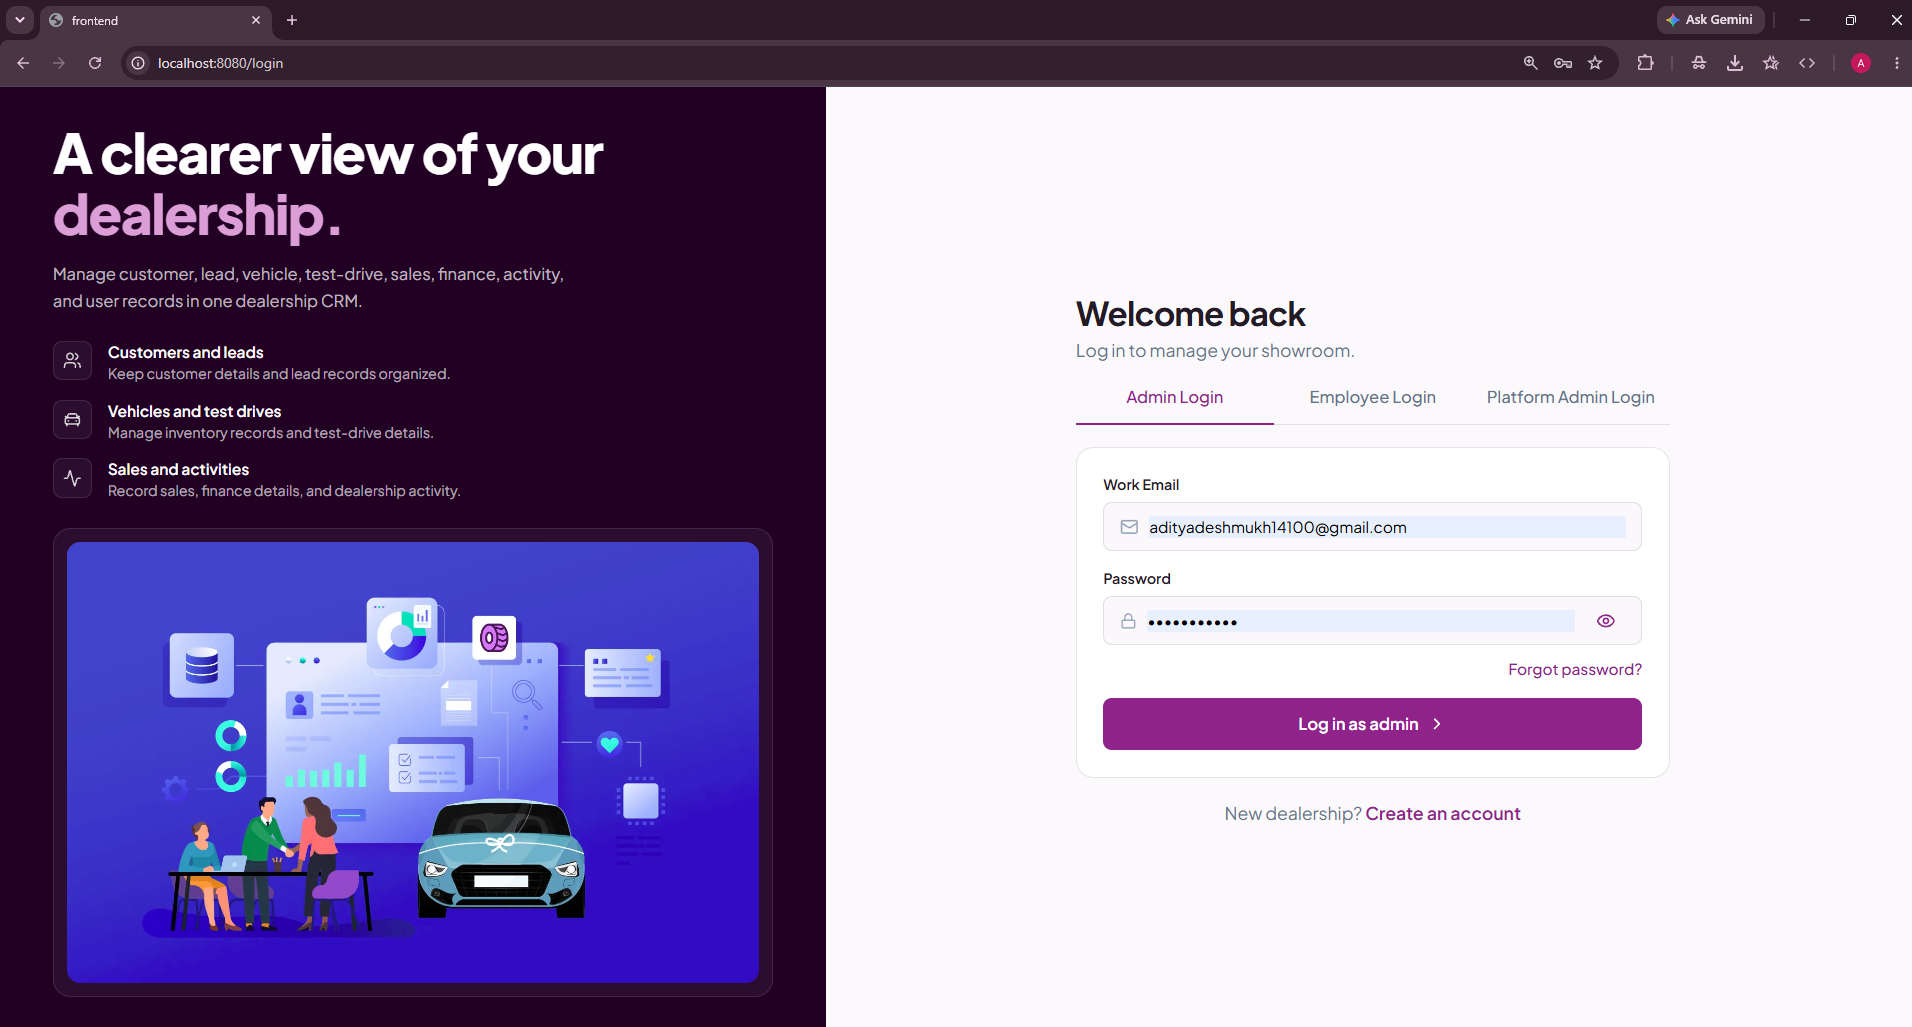 frontend
Ask Gemini
localhost:8080/login
A
A clearer view of your
dealership.
Manage customer, lead, vehicle, test-drive, sales, finance, activity,
and user records in one dealership CRM.
Customers and leads
Keep customer details and lead records organized.
Vehicles and test drives
Manage inventory records and test-drive details.
Sales and activities
Record sales, finance details, and dealership activity.
Welcome back
Log in to manage your showroom.
Admin Login
Employee Login
Platform Admin Login
Work Email
adityadeshmukh14100@gmail.com
Password
•••••••••••
Forgot password?
Log in as admin
New dealership? Create an account